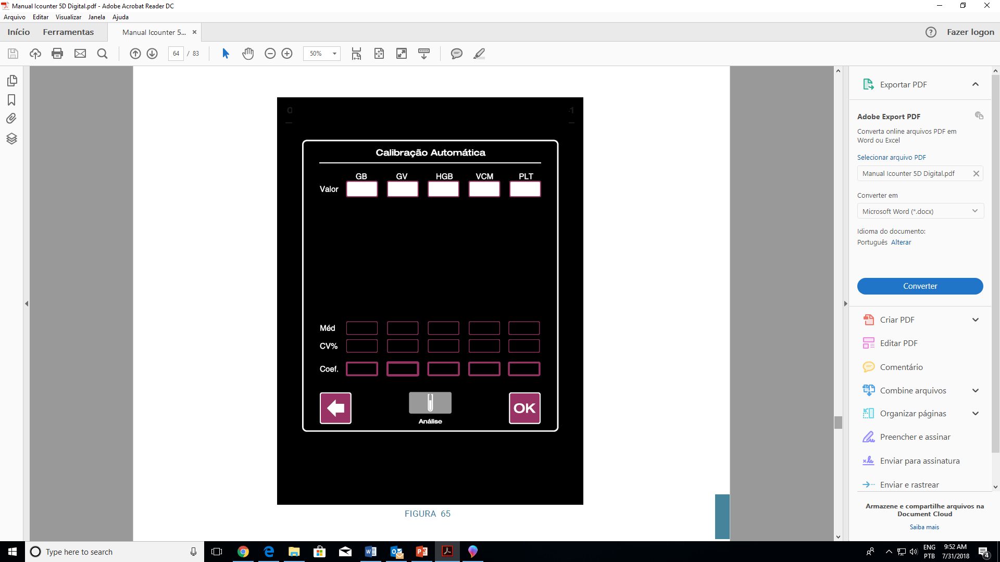 Manual Icounter 5D Digital.pdf - Adobe Acrobat Reader DC
Arquivo Editar Visualizar Janela Ajuda
Início Ferramentas Manual Icounter 5... × ? Fazer logon
64 / 83 50%
Calibração Automática
GB GV HGB VCM PLT
Valor
Méd
CV%
Coef.
OK
Análise
FIGURA 65
Exportar PDF
Adobe Export PDF
Converta online arquivos PDF em
Word ou Excel
Selecionar arquivo PDF
Manual Icounter 5D Digital.pdf
Converter em
Microsoft Word (*.docx)
Idioma do documento:
Português Alterar
Converter
Criar PDF
Editar PDF
Comentário
Combine arquivos
Organizar páginas
Preencher e assinar
Enviar para assinatura
Enviar e rastrear
Armazene e compartilhe arquivos na
Document Cloud
Saiba mais
Type here to search
ENG
PTB
9:52 AM
7/31/2018
4